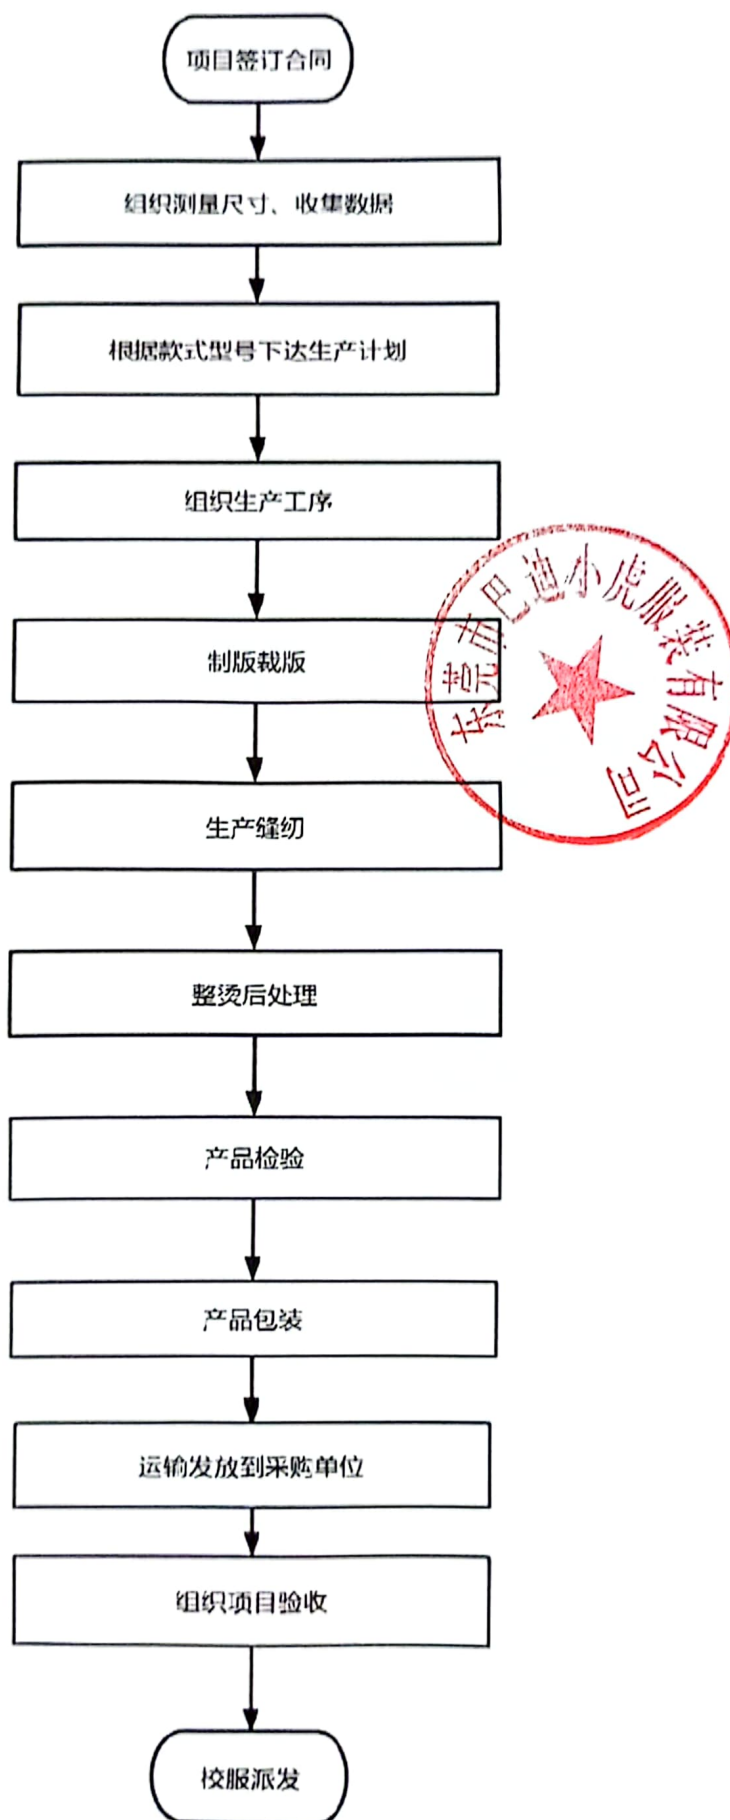 项目签订合同
组织测量尺寸、收集数据
根据款式型号下达生产计划
组织生产工序
制版裁版
东莞市巴迪小虎服装有限公司
生产缝纫
整烫后处理
产品检验
产品包装
运输发放到采购单位
组织项目验收
校服派发